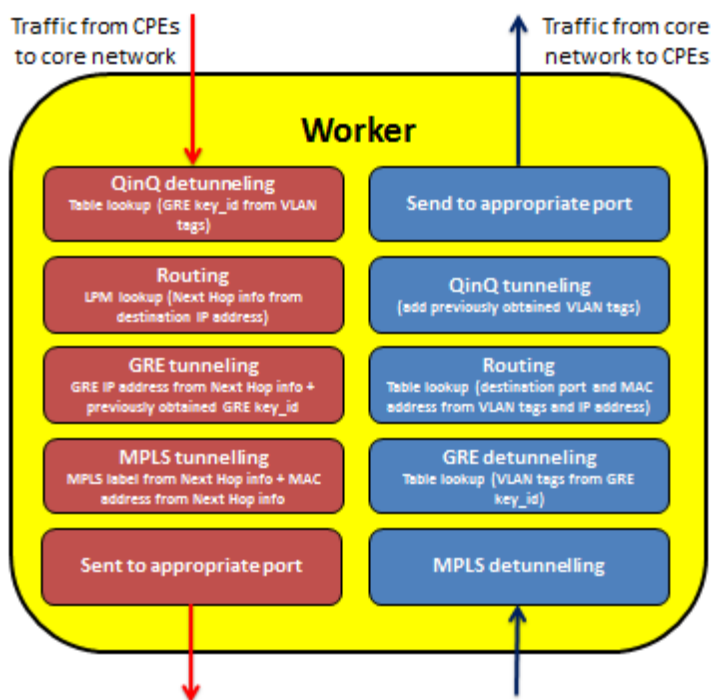 Traffic from CPEs
to core network
Traffic from core
network to CPEs
Worker
QinQ detunneling
Table lookup (GRE key_id from VLAN
tags)
Routing
LPM lookup (Next Hop info from
destination IP address)
GRE tunneling
GRE IP address from Next Hop info +
previously obtained GRE key_id
MPLS tunnelling
MPLS label from Next Hop info + MAC
address from Next Hop info
Sent to appropriate port
Send to appropriate port
QinQ tunneling
(add previously obtained VLAN tags)
Routing
Table lookup (destination port and MAC
address from VLAN tags and IP address)
GRE detunneling
Table lookup (VLAN tags from GRE
key_id)
MPLS detunnelling